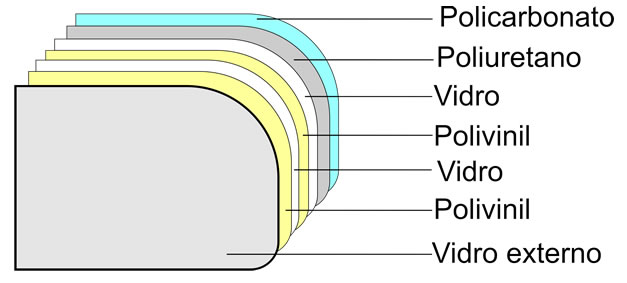 Policarbonato
Poliuretano
Vidro
Polivinil
Vidro
Polivinil
Vidro externo